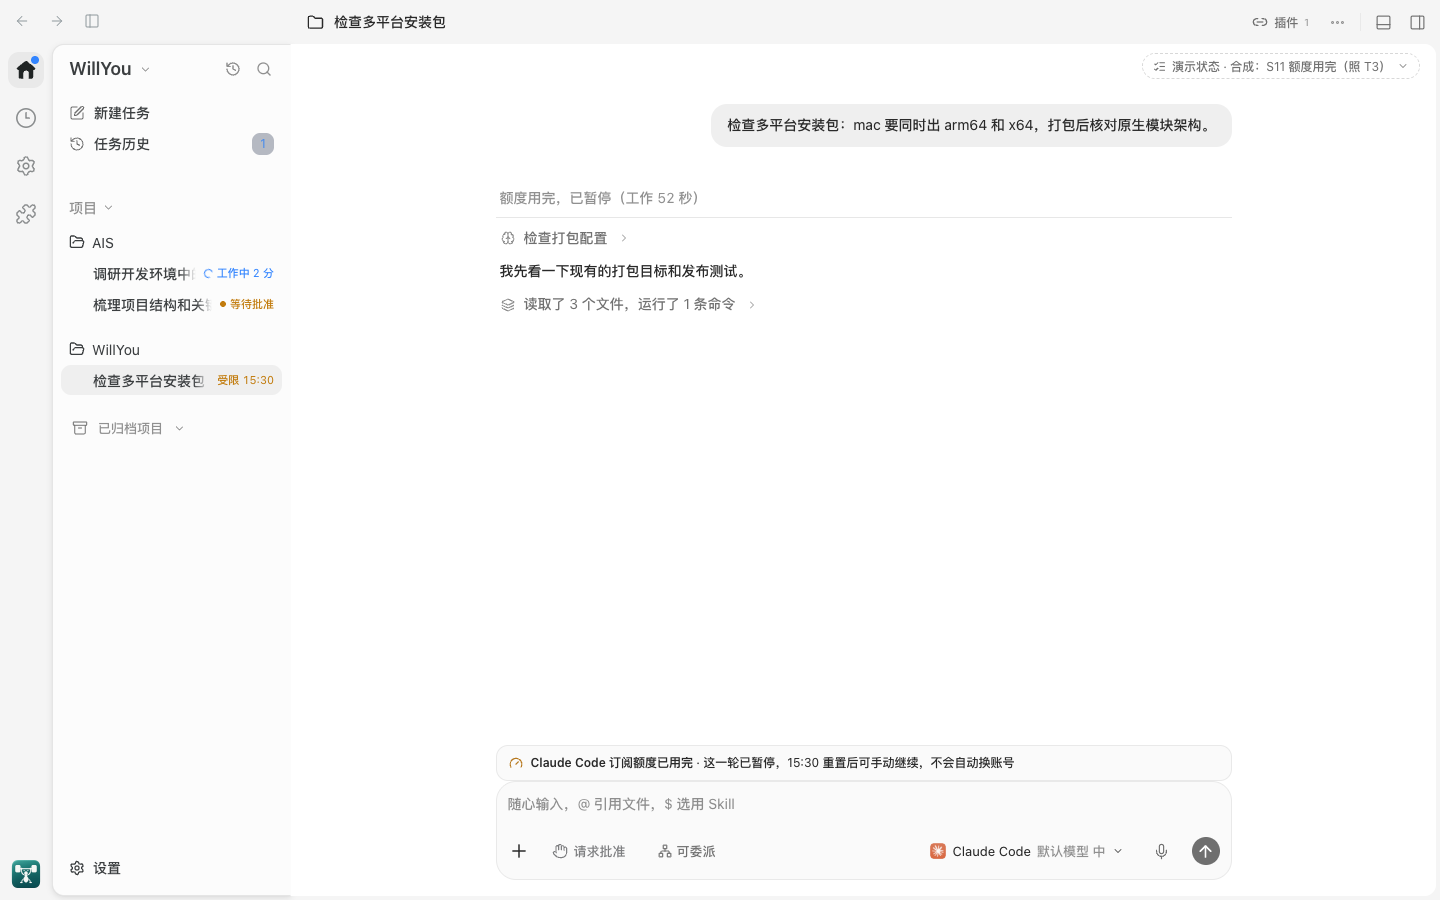 检查多平台安装包
插件 1
WillYou
新建任务
任务历史 1
项目
AIS
调研开发环境中 工作中 2 分
梳理项目结构和关 等待批准
WillYou
检查多平台安装包 受限 15:30
已归档项目
设置
演示状态 · 合成：S11 额度用完（照 T3）
检查多平台安装包：mac 要同时出 arm64 和 x64，打包后核对原生模块架构。
额度用完，已暂停（工作 52 秒）
检查打包配置
我先看一下现有的打包目标和发布测试。
读取了 3 个文件，运行了 1 条命令
Claude Code 订阅额度已用完 · 这一轮已暂停，15:30 重置后可手动继续，不会自动换账号
随心输入，@ 引用文件，$ 选用 Skill
请求批准
可委派
Claude Code 默认模型 中